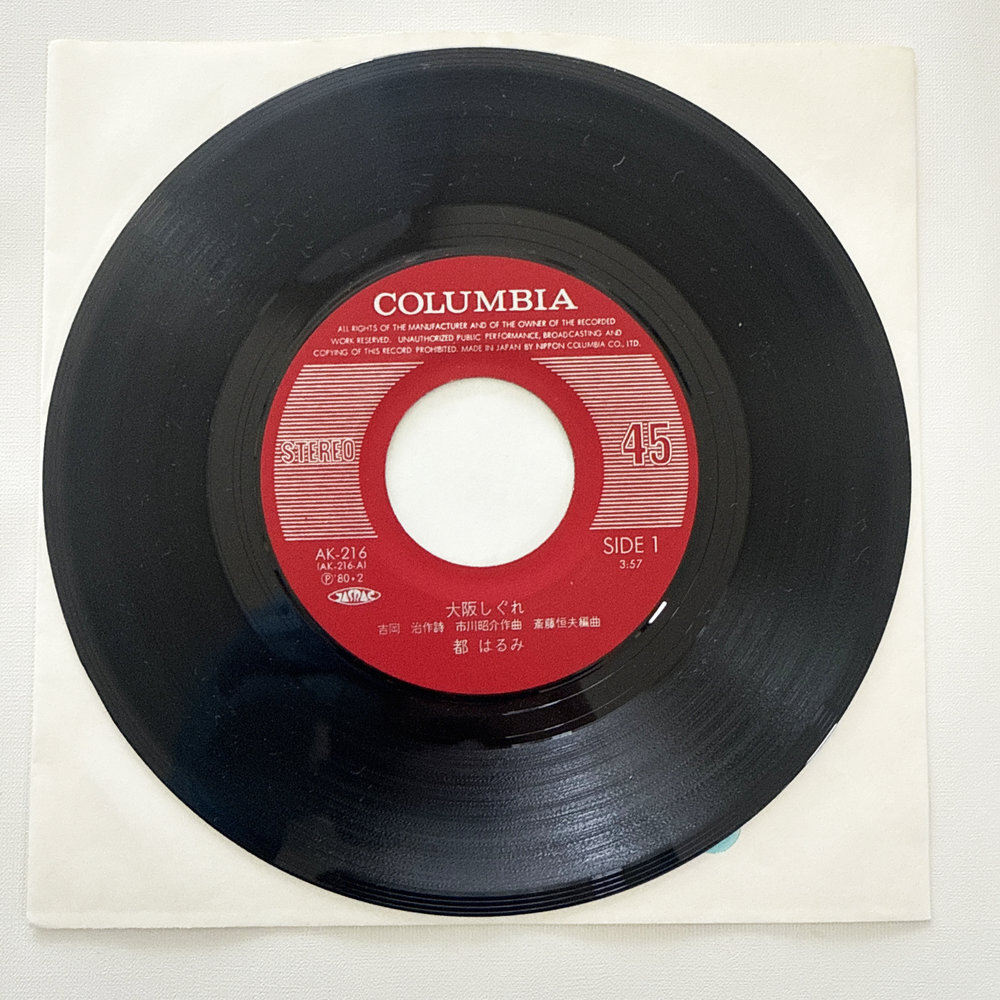 COLUMBIA
ALL RIGHTS OF THE MANUFACTURER AND OF THE OWNER OF THE RECORDED
WORK RESERVED. UNAUTHORIZED PUBLIC PERFORMANCE, BROADCASTING AND
COPYING OF THIS RECORD PROHIBITED. MADE IN JAPAN BY NIPPON COLUMBIA CO., LTD.
STEREO
45
AK-216
(AK-216-A)
Ⓟ'80・2
JASRAC
SIDE 1
3:57
大阪しぐれ
吉岡 治作詩 市川昭介作曲 斎藤恒夫編曲
都 はるみ